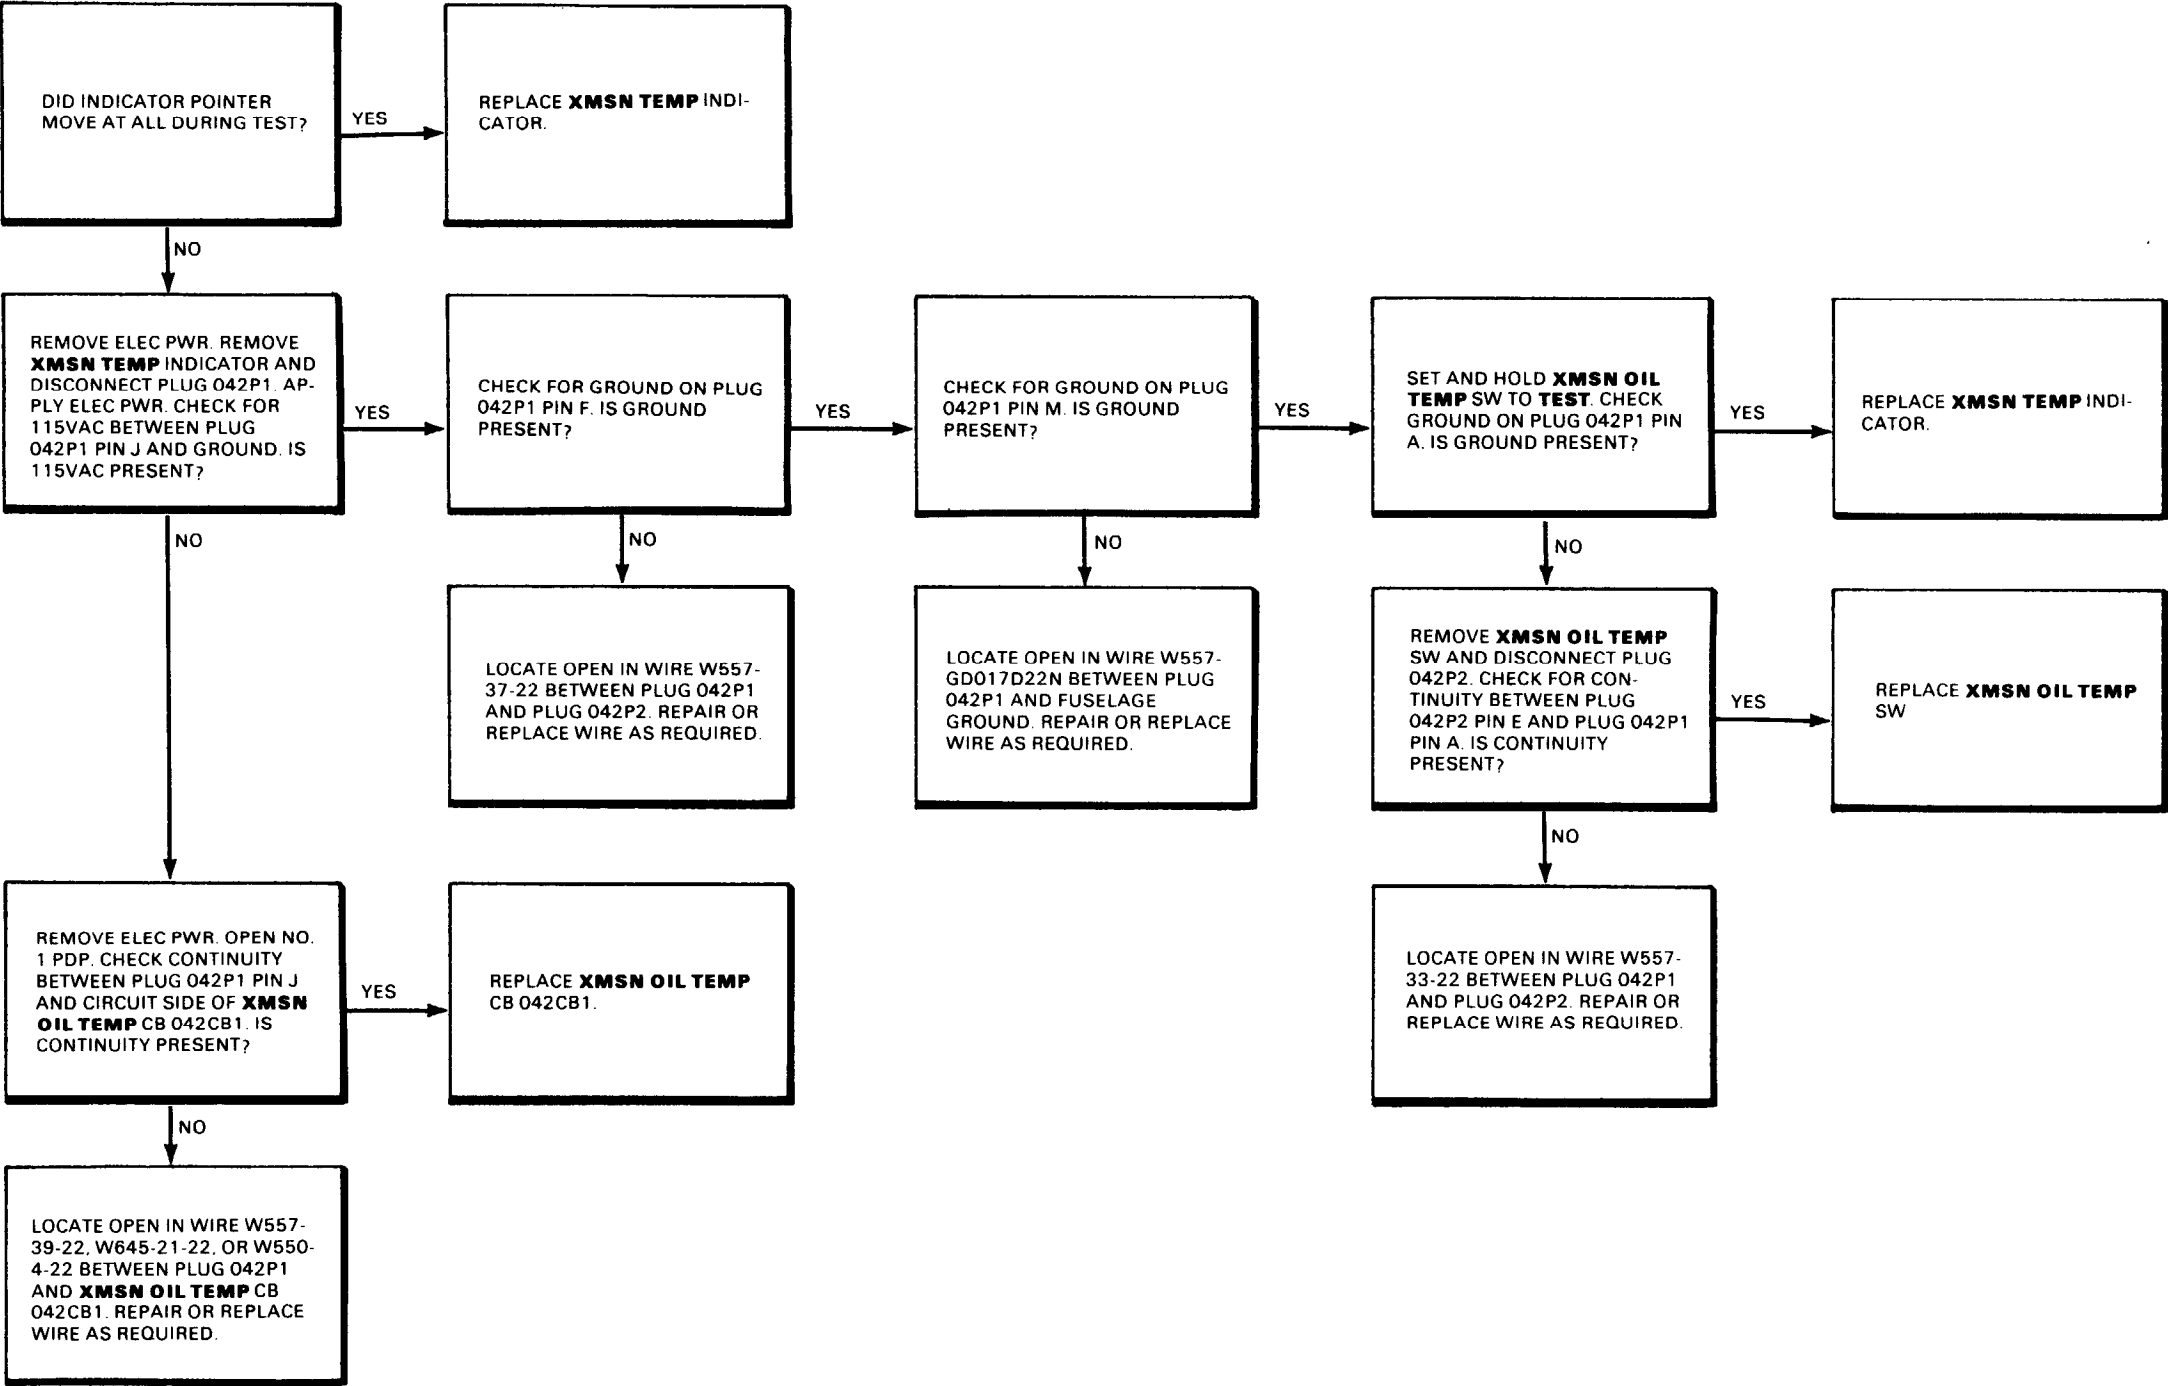 DID INDICATOR POINTER
MOVE AT ALL DURING TEST?
YES
REPLACE XMSN TEMP INDI-
CATOR.
NO
REMOVE ELEC PWR. REMOVE
XMSN TEMP INDICATOR AND
DISCONNECT PLUG 042P1. AP-
PLY ELEC PWR. CHECK FOR
115VAC BETWEEN PLUG
042P1 PIN J AND GROUND. IS
115VAC PRESENT?
YES
CHECK FOR GROUND ON PLUG
042P1 PIN F. IS GROUND
PRESENT?
YES
CHECK FOR GROUND ON PLUG
042P1 PIN M. IS GROUND
PRESENT?
YES
SET AND HOLD XMSN OIL
TEMP SW TO TEST. CHECK
GROUND ON PLUG 042P1 PIN
A. IS GROUND PRESENT?
YES
REPLACE XMSN TEMP INDI-
CATOR.
NO
NO
NO
NO
LOCATE OPEN IN WIRE W557-
37-22 BETWEEN PLUG 042P1
AND PLUG 042P2. REPAIR OR
REPLACE WIRE AS REQUIRED.
LOCATE OPEN IN WIRE W557-
GD017D22N BETWEEN PLUG
042P1 AND FUSELAGE
GROUND. REPAIR OR REPLACE
WIRE AS REQUIRED.
REMOVE XMSN OIL TEMP
SW AND DISCONNECT PLUG
042P2. CHECK FOR CON-
TINUITY BETWEEN PLUG
042P2 PIN E AND PLUG 042P1
PIN A. IS CONTINUITY
PRESENT?
YES
REPLACE XMSN OIL TEMP
SW
NO
REMOVE ELEC PWR. OPEN NO.
1 PDP. CHECK CONTINUITY
BETWEEN PLUG 042P1 PIN J
AND CIRCUIT SIDE OF XMSN
OIL TEMP CB 042CB1. IS
CONTINUITY PRESENT?
YES
REPLACE XMSN OIL TEMP
CB 042CB1.
LOCATE OPEN IN WIRE W557-
33-22 BETWEEN PLUG 042P1
AND PLUG 042P2. REPAIR OR
REPLACE WIRE AS REQUIRED.
NO
LOCATE OPEN IN WIRE W557-
39-22, W645-21-22, OR W550-
4-22 BETWEEN PLUG 042P1
AND XMSN OIL TEMP CB
042CB1. REPAIR OR REPLACE
WIRE AS REQUIRED.